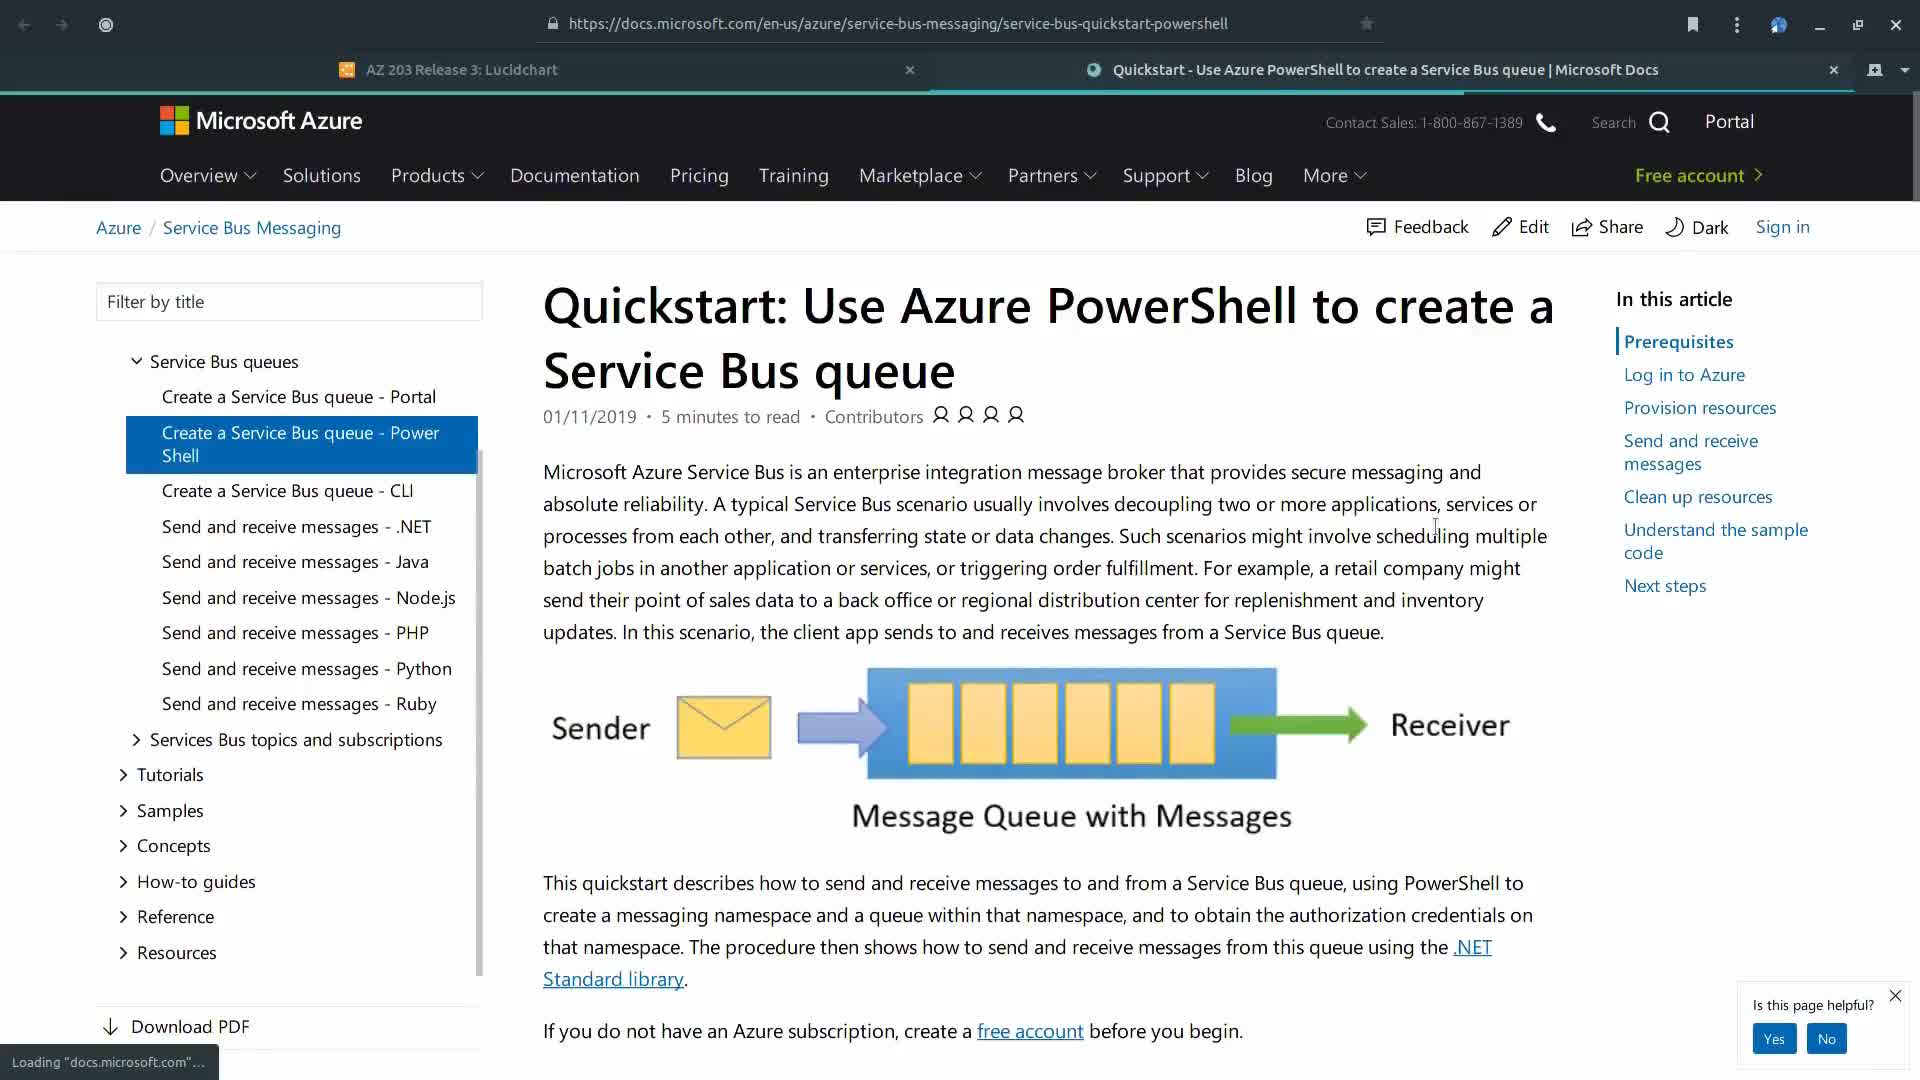 https://docs.microsoft.com/en-us/azure/service-bus-messaging/service-bus-quickstart-powershell
AZ 203 Release 3: Lucidchart
Quickstart - Use Azure PowerShell to create a Service Bus queue | Microsoft Docs
Microsoft Azure
Contact Sales: 1-800-867-1389
Search
Portal
Overview
Solutions
Products
Documentation
Pricing
Training
Marketplace
Partners
Support
Blog
More
Free account
Azure / Service Bus Messaging
Feedback
Edit
Share
Dark
Sign in
Filter by title
Service Bus queues
Create a Service Bus queue - Portal
Create a Service Bus queue - Power
Shell
Create a Service Bus queue - CLI
Send and receive messages - .NET
Send and receive messages - Java
Send and receive messages - Node.js
Send and receive messages - PHP
Send and receive messages - Python
Send and receive messages - Ruby
Services Bus topics and subscriptions
Tutorials
Samples
Concepts
How-to guides
Reference
Resources
Download PDF
Loading "docs.microsoft.com"...
Quickstart: Use Azure PowerShell to create a
Service Bus queue
01/11/2019 • 5 minutes to read • Contributors
Microsoft Azure Service Bus is an enterprise integration message broker that provides secure messaging and
absolute reliability. A typical Service Bus scenario usually involves decoupling two or more applications, services or
processes from each other, and transferring state or data changes. Such scenarios might involve scheduling multiple
batch jobs in another application or services, or triggering order fulfillment. For example, a retail company might
send their point of sales data to a back office or regional distribution center for replenishment and inventory
updates. In this scenario, the client app sends to and receives messages from a Service Bus queue.
Sender
Receiver
Message Queue with Messages
This quickstart describes how to send and receive messages to and from a Service Bus queue, using PowerShell to
create a messaging namespace and a queue within that namespace, and to obtain the authorization credentials on
that namespace. The procedure then shows how to send and receive messages from this queue using the .NET
Standard library.
If you do not have an Azure subscription, create a free account before you begin.
In this article
Prerequisites
Log in to Azure
Provision resources
Send and receive
messages
Clean up resources
Understand the sample
code
Next steps
Is this page helpful?
Yes
No